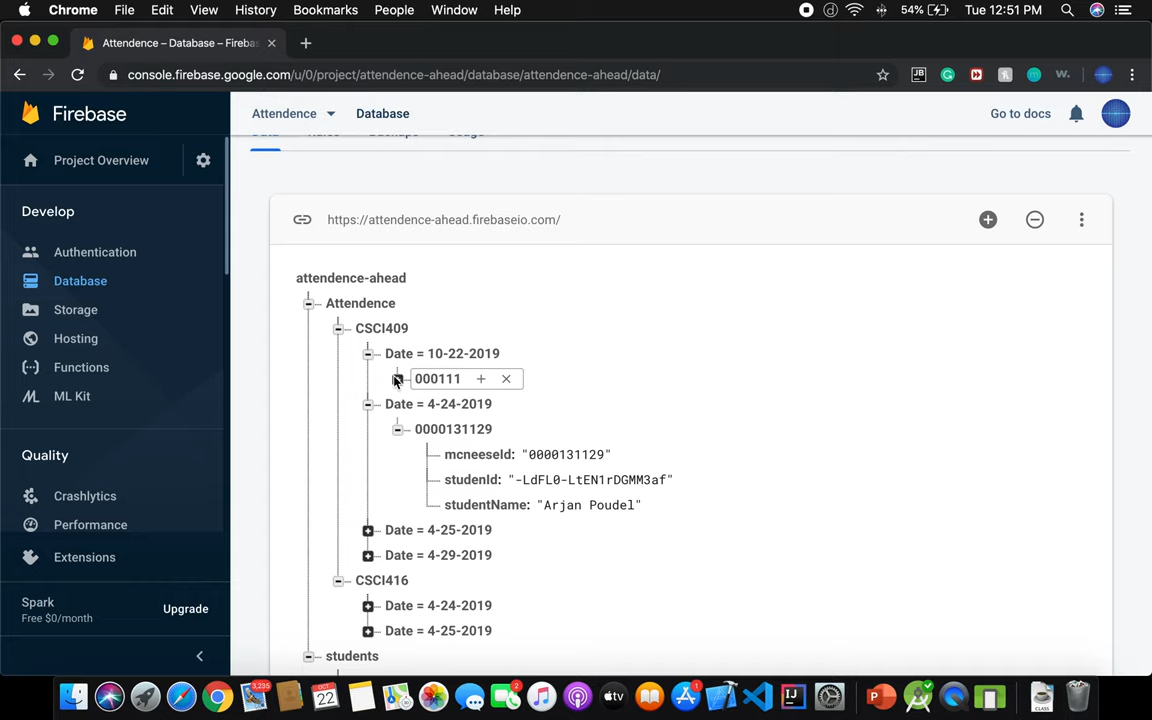 Chrome File Edit View History Bookmarks People Window Help 54% Tue 12:51 PM
Attendence – Database – Fireba
console.firebase.google.com/u/0/project/attendence-ahead/database/attendence-ahead/data/
Firebase
Attendence Database Go to docs
Data Rules Backups Usage
Project Overview
Develop
Authentication
Database
Storage
Hosting
Functions
ML Kit
Quality
Crashlytics
Performance
Extensions
Spark
Free $0/month
Upgrade
https://attendence-ahead.firebaseio.com/
attendence-ahead
Attendence
CSCI409
Date = 10-22-2019
000111
Date = 4-24-2019
0000131129
mcneeseId: "0000131129"
studenId: "-LdFL0-LtEN1rDGMM3af"
studentName: "Arjan Poudel"
Date = 4-25-2019
Date = 4-29-2019
CSCI416
Date = 4-24-2019
Date = 4-25-2019
students